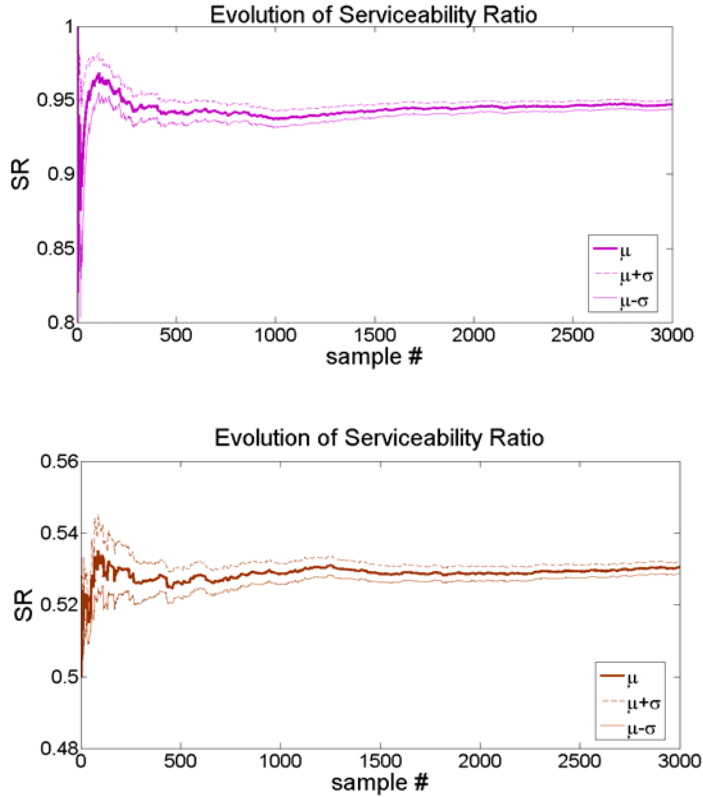 Evolution of Serviceability Ratio
1
0.95
0.9
0.85
0.8
SR
μ
μ+σ
μ-σ
0 500 1000 1500 2000 2500 3000
sample #
Evolution of Serviceability Ratio
0.56
0.54
0.52
0.5
0.48
SR
μ
μ+σ
μ-σ
0 500 1000 1500 2000 2500 3000
sample #